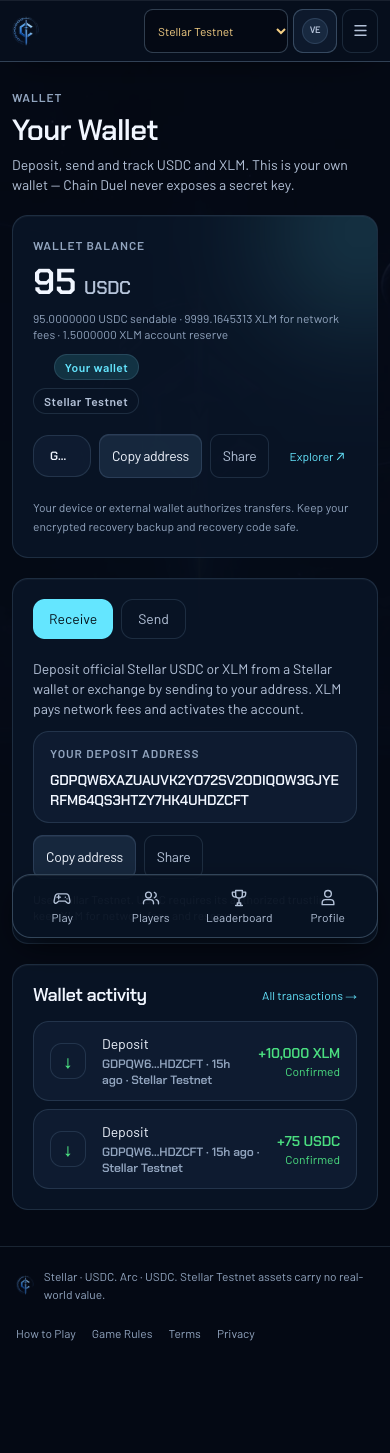 Stellar Testnet
VE
WALLET
Your Wallet
Deposit, send and track USDC and XLM. This is your own
wallet — Chain Duel never exposes a secret key.
WALLET BALANCE
95 USDC
95.0000000 USDC sendable · 9999.1645313 XLM for network
fees · 1.5000000 XLM account reserve
Your wallet
Stellar Testnet
G...
Copy address
Share
Explorer ↗
Your device or external wallet authorizes transfers. Keep your
encrypted recovery backup and recovery code safe.
Receive
Send
Deposit official Stellar USDC or XLM from a Stellar
wallet or exchange by sending to your address. XLM
pays network fees and activates the account.
YOUR DEPOSIT ADDRESS
GDPQW6XAZUAUVK2YO72SV2ODIQOW3GJYE
RFM64QS3HTZY7HK4UHDZCFT
Copy address
Share
Play
Players
Leaderboard
Profile
Wallet activity
All transactions →
Deposit
GDPQW6...HDZCFT · 15h
ago · Stellar Testnet
+10,000 XLM
Confirmed
Deposit
GDPQW6...HDZCFT · 15h ago ·
Stellar Testnet
+75 USDC
Confirmed
Stellar · USDC. Arc · USDC. Stellar Testnet assets carry no real-
world value.
How to Play
Game Rules
Terms
Privacy